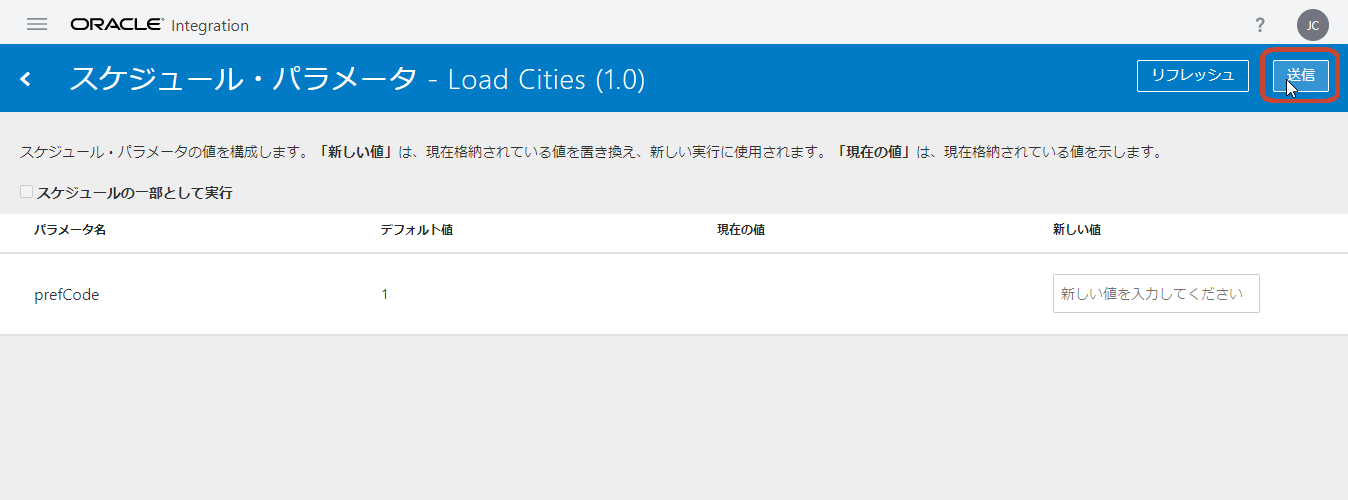 ORACLE Integration ? JC
スケジュール・パラメータ - Load Cities (1.0) リフレッシュ 送信
スケジュール・パラメータの値を構成します。「新しい値」は、現在格納されている値を置き換え、新しい実行に使用されます。「現在の値」は、現在格納されている値を示します。
スケジュールの一部として実行
パラメータ名 デフォルト値 現在の値 新しい値
prefCode 1 新しい値を入力してください